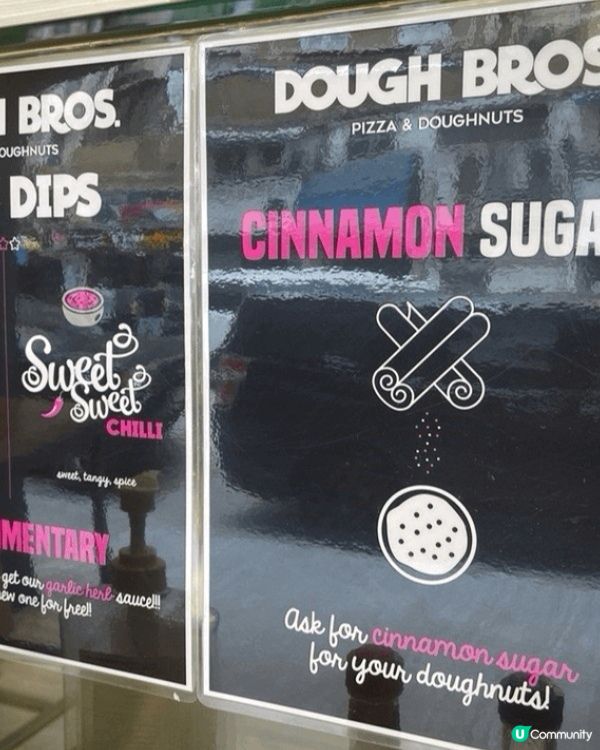 BROS.
OUGHNUTS
DIPS
Sweet
Sweet
CHILLI
sweet, tangy, spice
MENTARY
get our garlic herb sauce!!!
ew one for free!!
DOUGH BROS
PIZZA & DOUGHNUTS
CINNAMON SUGA
Ask for cinnamon sugar
for your doughnuts!
U Community